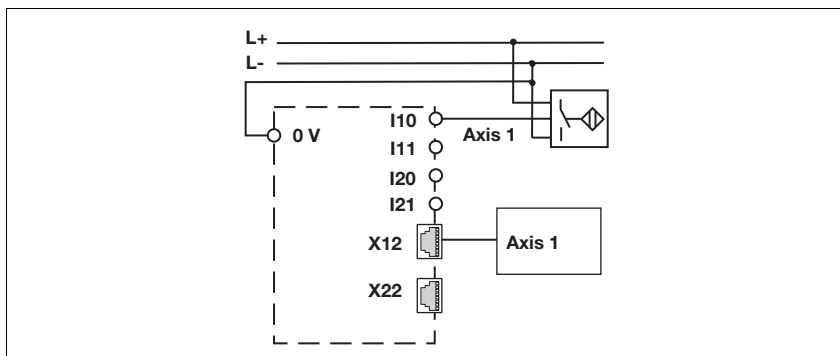 L+
L-
0 V
I10
Axis 1
I11
I20
I21
X12
Axis 1
X22